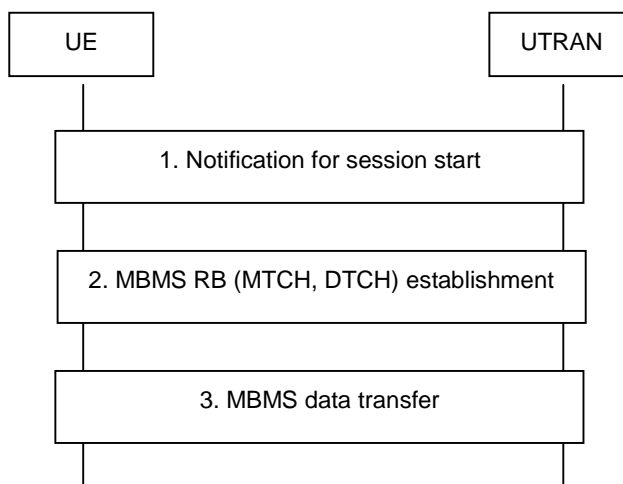 UE
UTRAN
1. Notification for session start
2. MBMS RB (MTCH, DTCH) establishment
3. MBMS data transfer